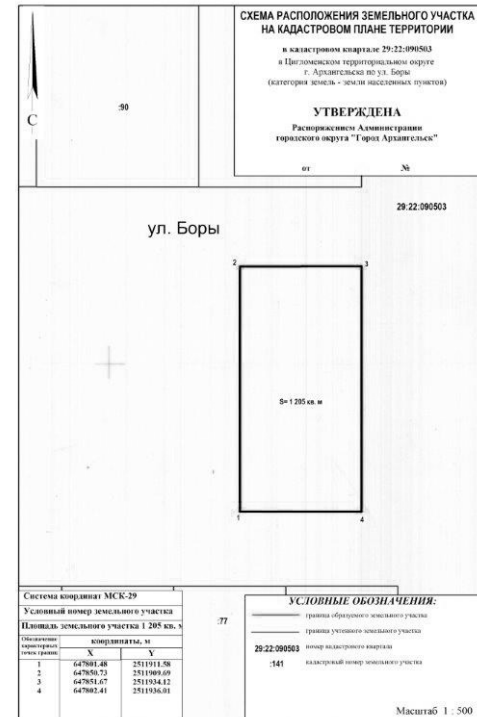 СХЕМА РАСПОЛОЖЕНИЯ ЗЕМЕЛЬНОГО УЧАСТКА
НА КАДАСТРОВОМ ПЛАНЕ ТЕРРИТОРИИ
в кадастровом квартале 29:22:090503
в Цигломенском территориальном округе
г. Архангельска по ул. Боры
(категория земель - земли населенных пунктов)
УТВЕРЖДЕНА
Распоряжением Администрации
городского округа "Город Архангельск"
от №
:90
С
29:22:090503
ул. Боры
2 3
S= 1 205 кв. м
1 4
Система координат МСК-29
Условный номер земельного участка
Площадь земельного участка 1 205 кв. м
Обозначение характерных точек границ
координаты, м
X Y
1 647801.48 2511911.58
2 647850.73 2511909.69
3 647851.67 2511934.12
4 647802.41 2511936.01
:77
УСЛОВНЫЕ ОБОЗНАЧЕНИЯ:
граница образуемого земельного участка
граница учтенного земельного участка
29:22:090503 номер кадастрового квартала
:141 кадастровый номер земельного участка
Масштаб 1 : 500